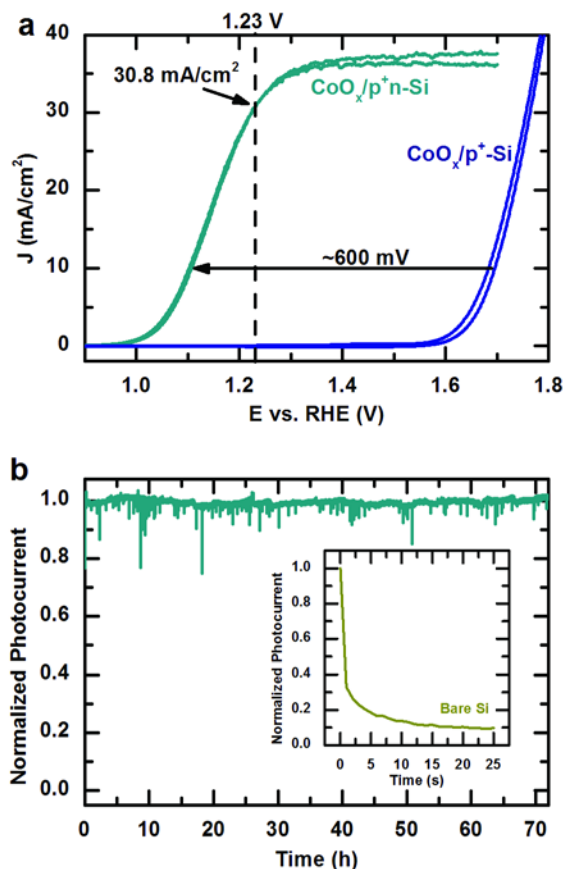 a
1.23 V
40
30
20
10
0
J (mA/cm²)
30.8 mA/cm²
CoOₓ/p⁺n-Si
CoOₓ/p⁺-Si
~600 mV
1.0 1.2 1.4 1.6 1.8
E vs. RHE (V)
b
1.0
0.8
0.6
0.4
0.2
0.0
Normalized Photocurrent
1.0
0.8
0.6
0.4
0.2
0.0
Normalized Photocurrent
Bare Si
0 5 10 15 20 25
Time (s)
0 10 20 30 40 50 60 70
Time (h)